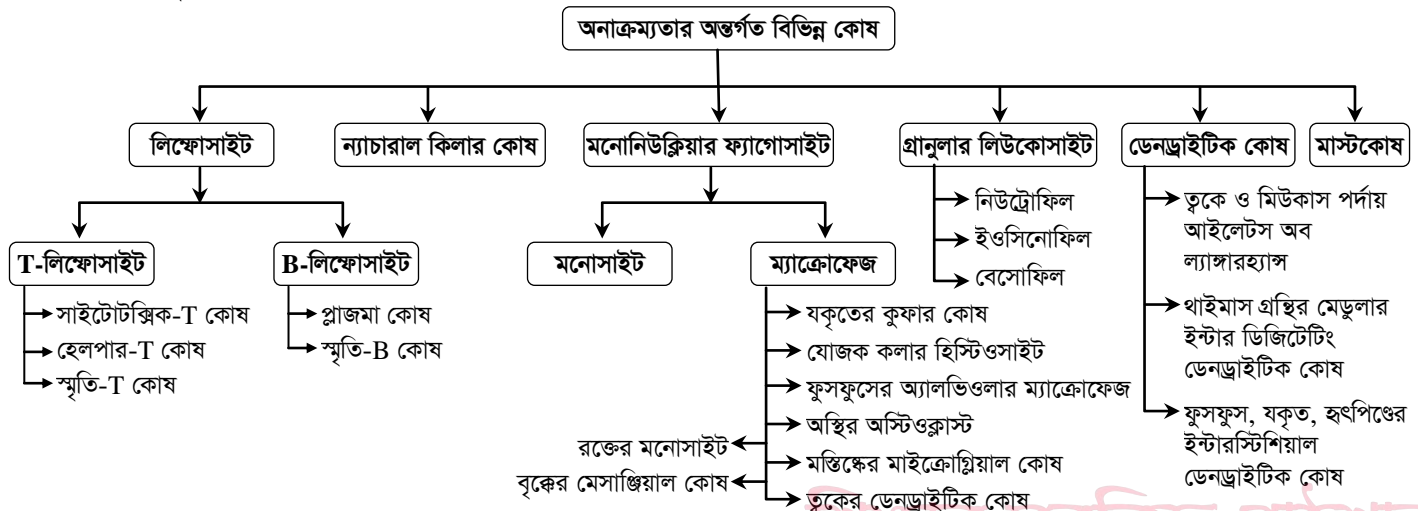 অনাক্রম্যতার অন্তর্গত বিভিন্ন কোষ
লিম্ফোসাইট
ন্যাচারাল কিলার কোষ
মনোনিউক্লিয়ার ফ্যাগোসাইট
গ্রানুলার লিউকোসাইট
ডেনড্রাইটিক কোষ
মাস্টকোষ
T-লিম্ফোসাইট
সাইটোটক্সিক-T কোষ
হেলপার-T কোষ
স্মৃতি-T কোষ
B-লিম্ফোসাইট
প্লাজমা কোষ
স্মৃতি-B কোষ
মনোসাইট
ম্যাক্রোফেজ
যকৃতের কুফার কোষ
যোজক কলার হিস্টিওসাইট
ফুসফুসের অ্যালভিওলার ম্যাক্রোফেজ
অস্থির অস্টিওক্লাস্ট
মস্তিষ্কের মাইক্রোগ্লিয়াল কোষ
ত্বকের ডেনড্রাইটিক কোষ
রক্তের মনোসাইট
বৃক্কের মেসাঞ্জিয়াল কোষ
নিউট্রোফিল
ইওসিনোফিল
বেসোফিল
ত্বকে ও মিউকাস পর্দায়
আইলেটস অব
ল্যাঙ্গারহ্যান্স
থাইমাস গ্রন্থির মেডুলার
ইন্টার ডিজিটেটিং
ডেনড্রাইটিক কোষ
ফুসফুস, যকৃত, হৃৎপিণ্ডের
ইন্টারস্টিশিয়াল
ডেনড্রাইটিক কোষ